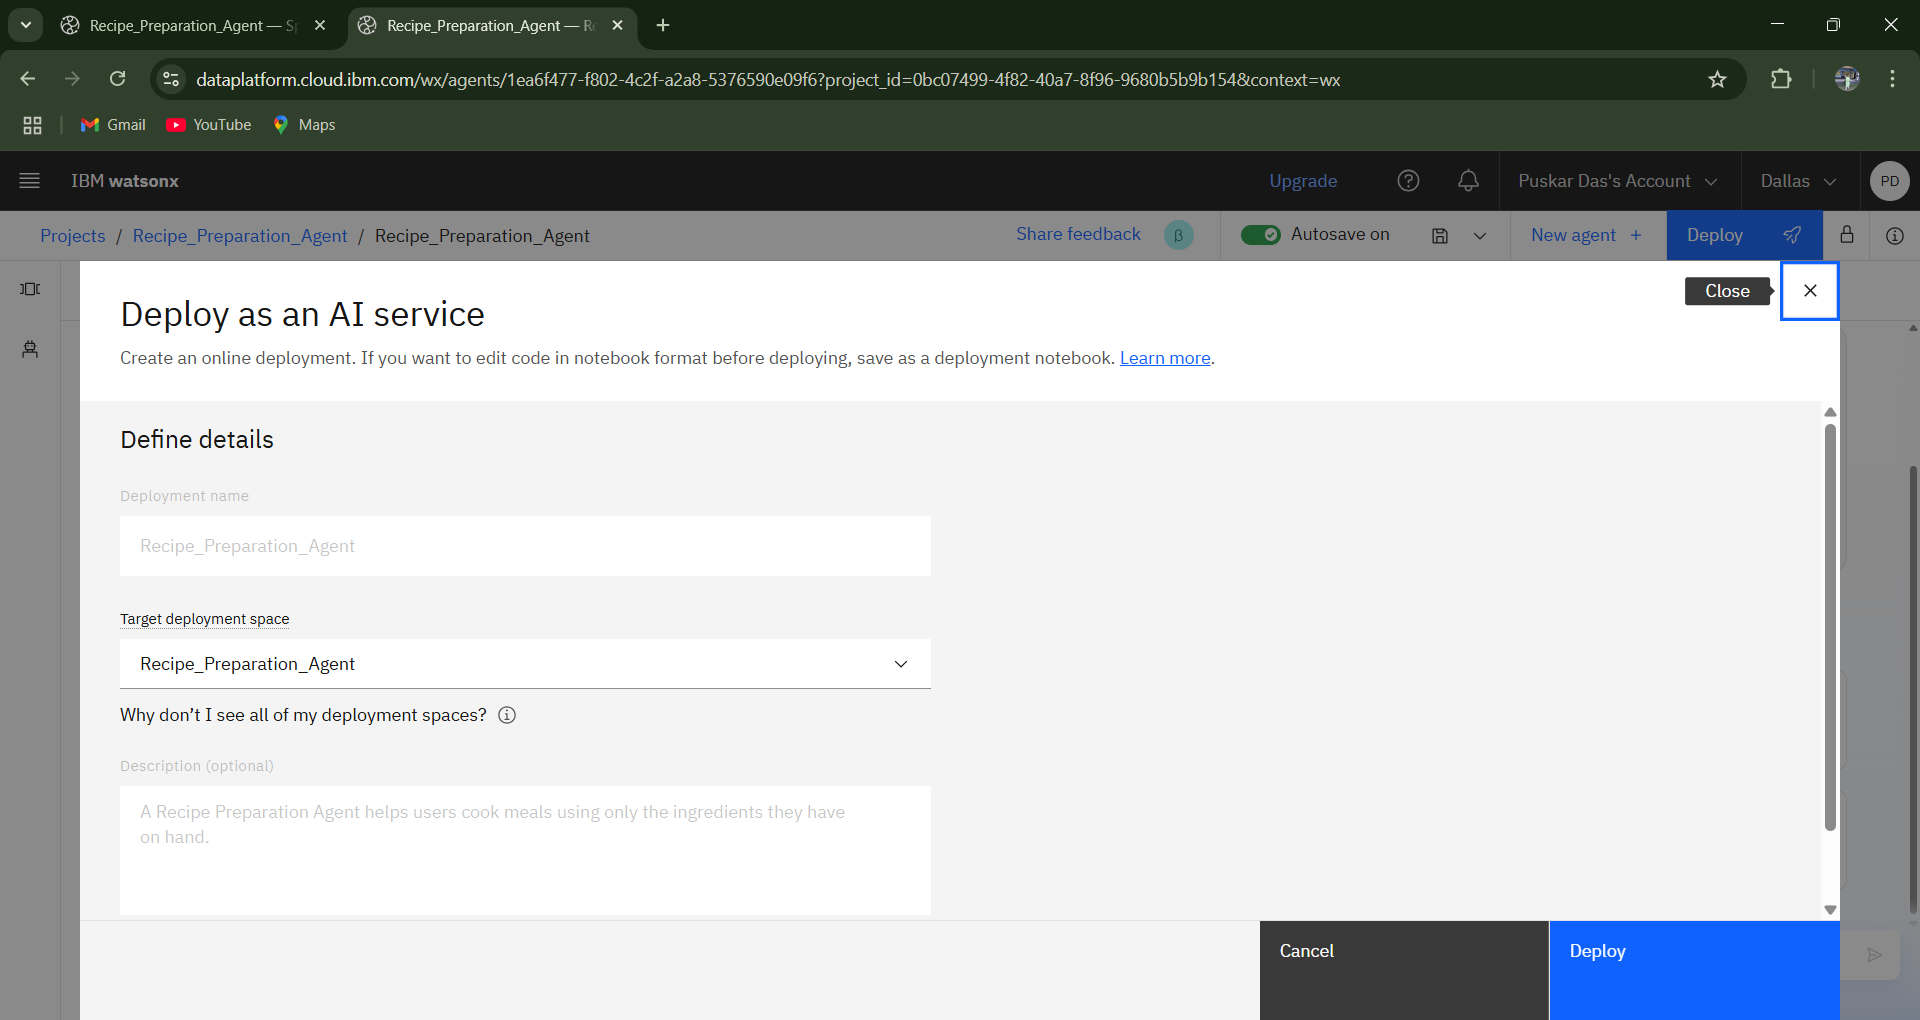 Recipe_Preparation_Agent — Sp
Recipe_Preparation_Agent — Re
dataplatform.cloud.ibm.com/wx/agents/1ea6f477-f802-4c2f-a2a8-5376590e09f6?project_id=0bc07499-4f82-40a7-8f96-9680b5b9b154&context=wx
Gmail
YouTube
Maps
IBM watsonx
Upgrade
Puskar Das's Account
Dallas
PD
Projects / Recipe_Preparation_Agent / Recipe_Preparation_Agent
Share feedback
β
Autosave on
New agent +
Deploy
Deploy as an AI service
Close
Create an online deployment. If you want to edit code in notebook format before deploying, save as a deployment notebook. Learn more.
Define details
Deployment name
Recipe_Preparation_Agent
Target deployment space
Recipe_Preparation_Agent
Why don’t I see all of my deployment spaces?
Description (optional)
A Recipe Preparation Agent helps users cook meals using only the ingredients they have
on hand.
Cancel
Deploy